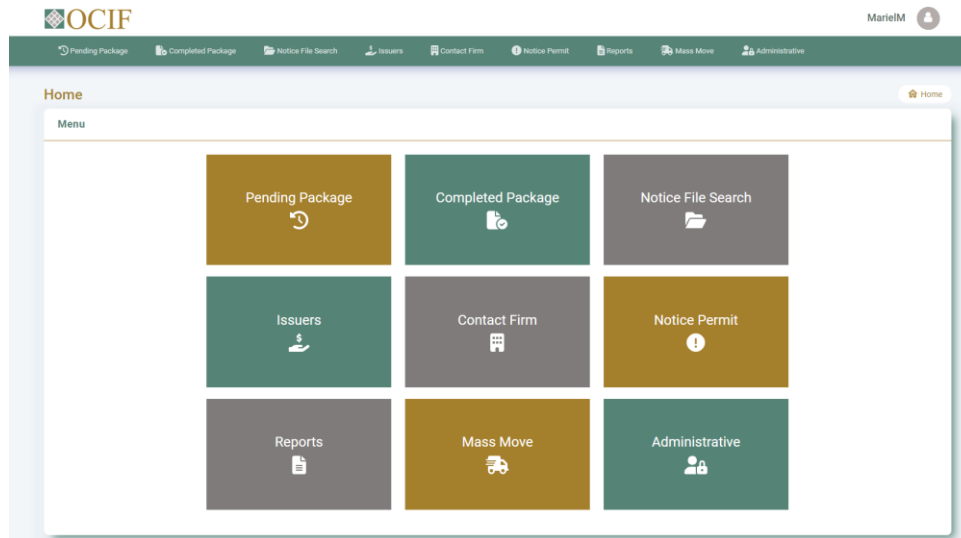 OCIF
MarielM
Pending Package Completed Package Notice File Search Issuers Contact Firm Notice Permit Reports Mass Move Administrative
Home
Home
Menu
Pending Package Completed Package Notice File Search
Issuers Contact Firm Notice Permit
Reports Mass Move Administrative